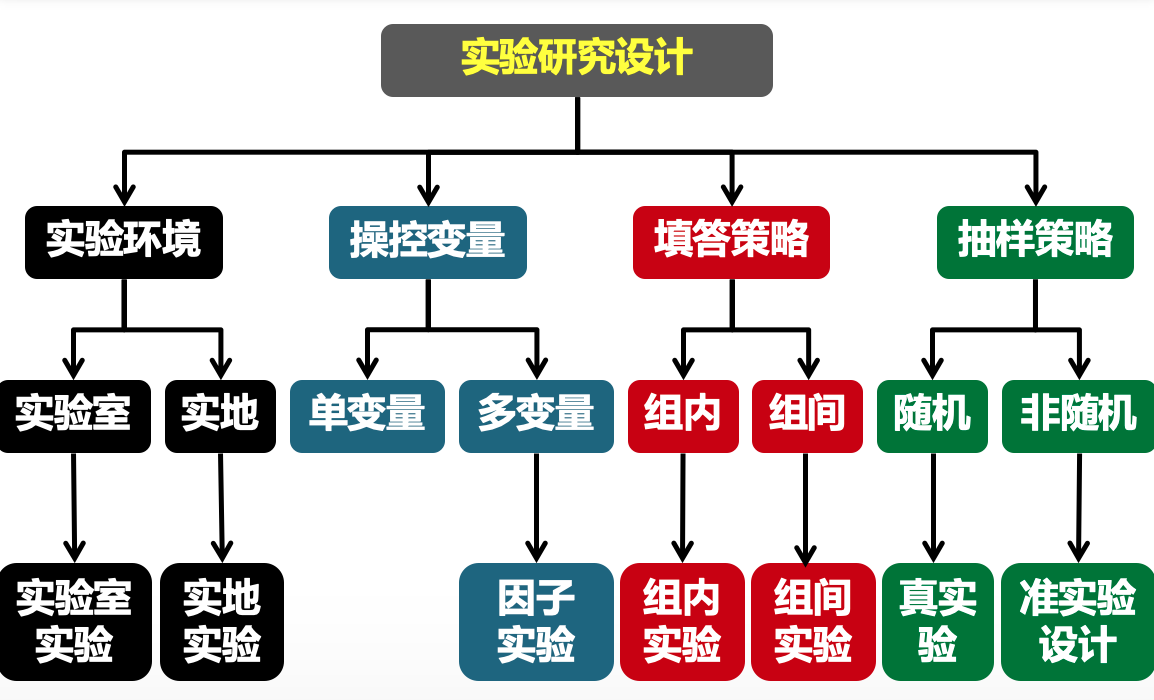 实验研究设计
实验环境
操控变量
填答策略
抽样策略
实验室
实地
单变量
多变量
组内
组间
随机
非随机
实验室
实验
实地
实验
因子
实验
组内
实验
组间
实验
真实
验
准实验
设计